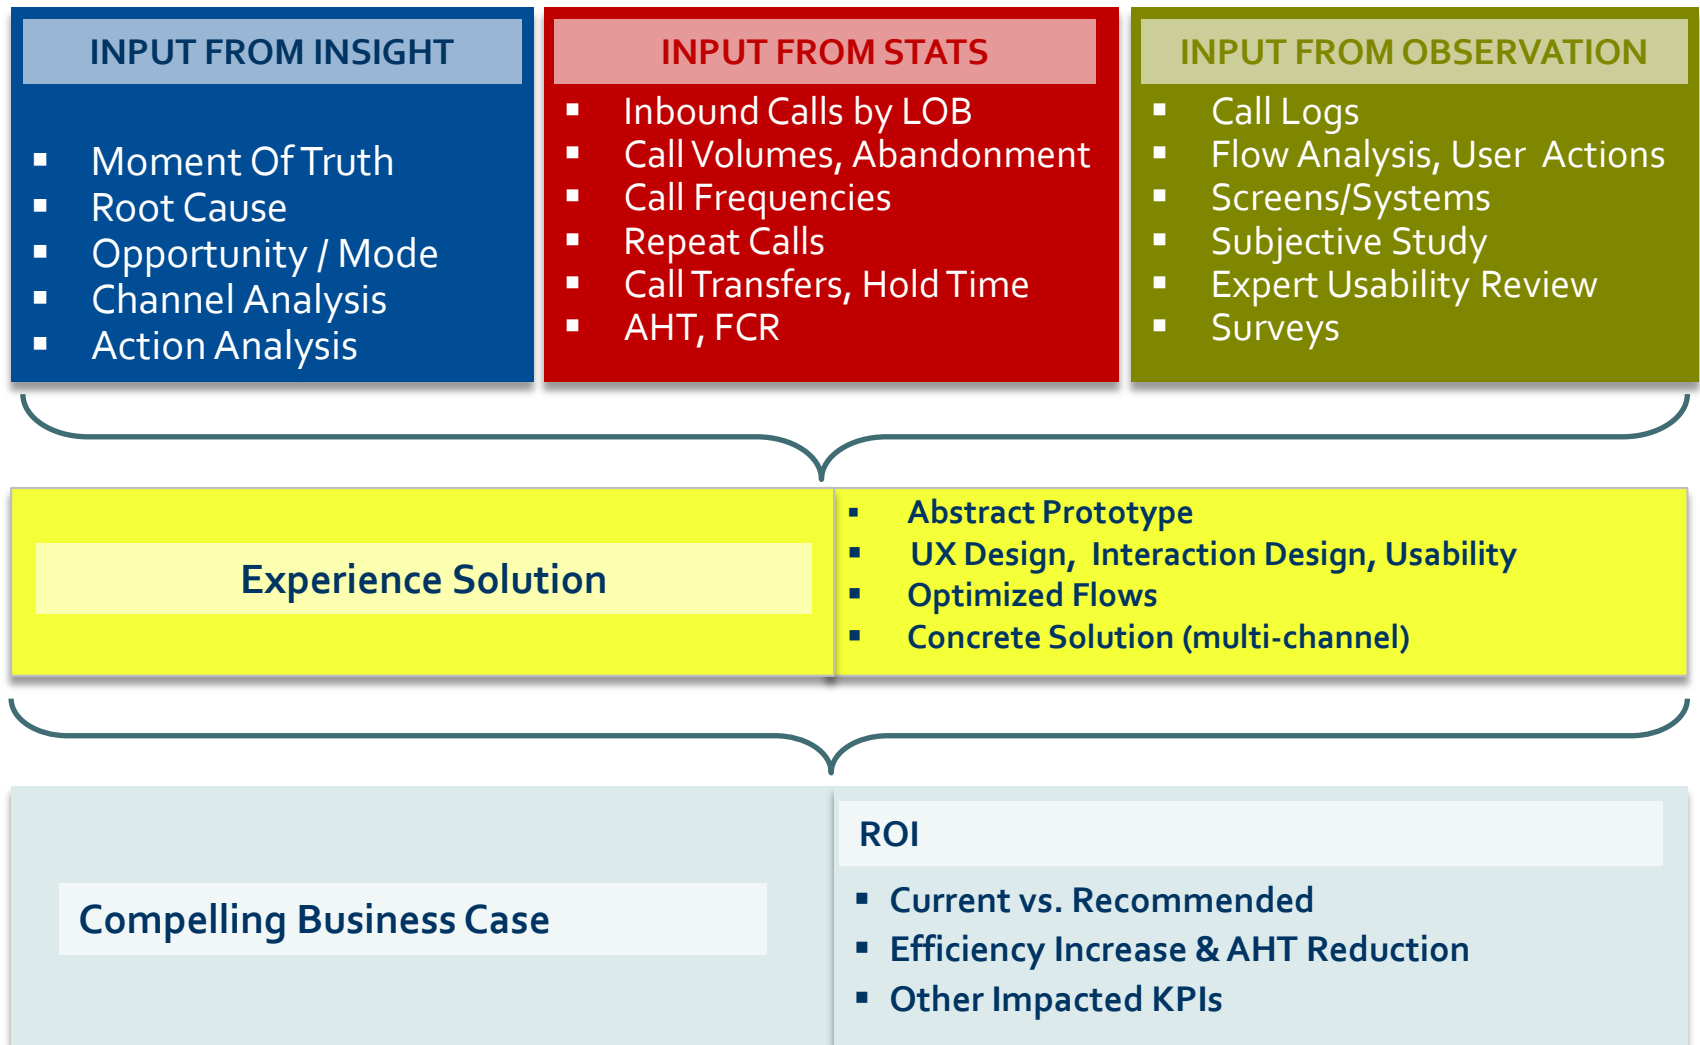 INPUT FROM INSIGHT
▪ Moment Of Truth
▪ Root Cause
▪ Opportunity / Mode
▪ Channel Analysis
▪ Action Analysis
INPUT FROM STATS
▪ Inbound Calls by LOB
▪ Call Volumes, Abandonment
▪ Call Frequencies
▪ Repeat Calls
▪ Call Transfers, Hold Time
▪ AHT, FCR
INPUT FROM OBSERVATION
▪ Call Logs
▪ Flow Analysis, User Actions
▪ Screens/Systems
▪ Subjective Study
▪ Expert Usability Review
▪ Surveys
Experience Solution
▪ Abstract Prototype
▪ UX Design, Interaction Design, Usability
▪ Optimized Flows
▪ Concrete Solution (multi-channel)
Compelling Business Case
ROI
▪ Current vs. Recommended
▪ Efficiency Increase & AHT Reduction
▪ Other Impacted KPIs